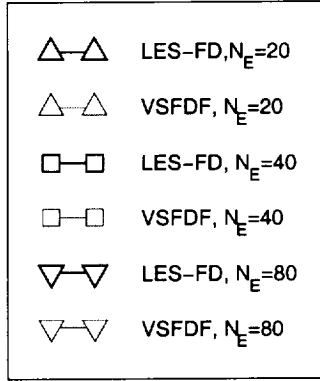 LES-FD,N_E=20
VSFDF, N_E=20
LES-FD, N_E=40
VSFDF, N_E=40
LES-FD, N_E=80
VSFDF, N_E=80